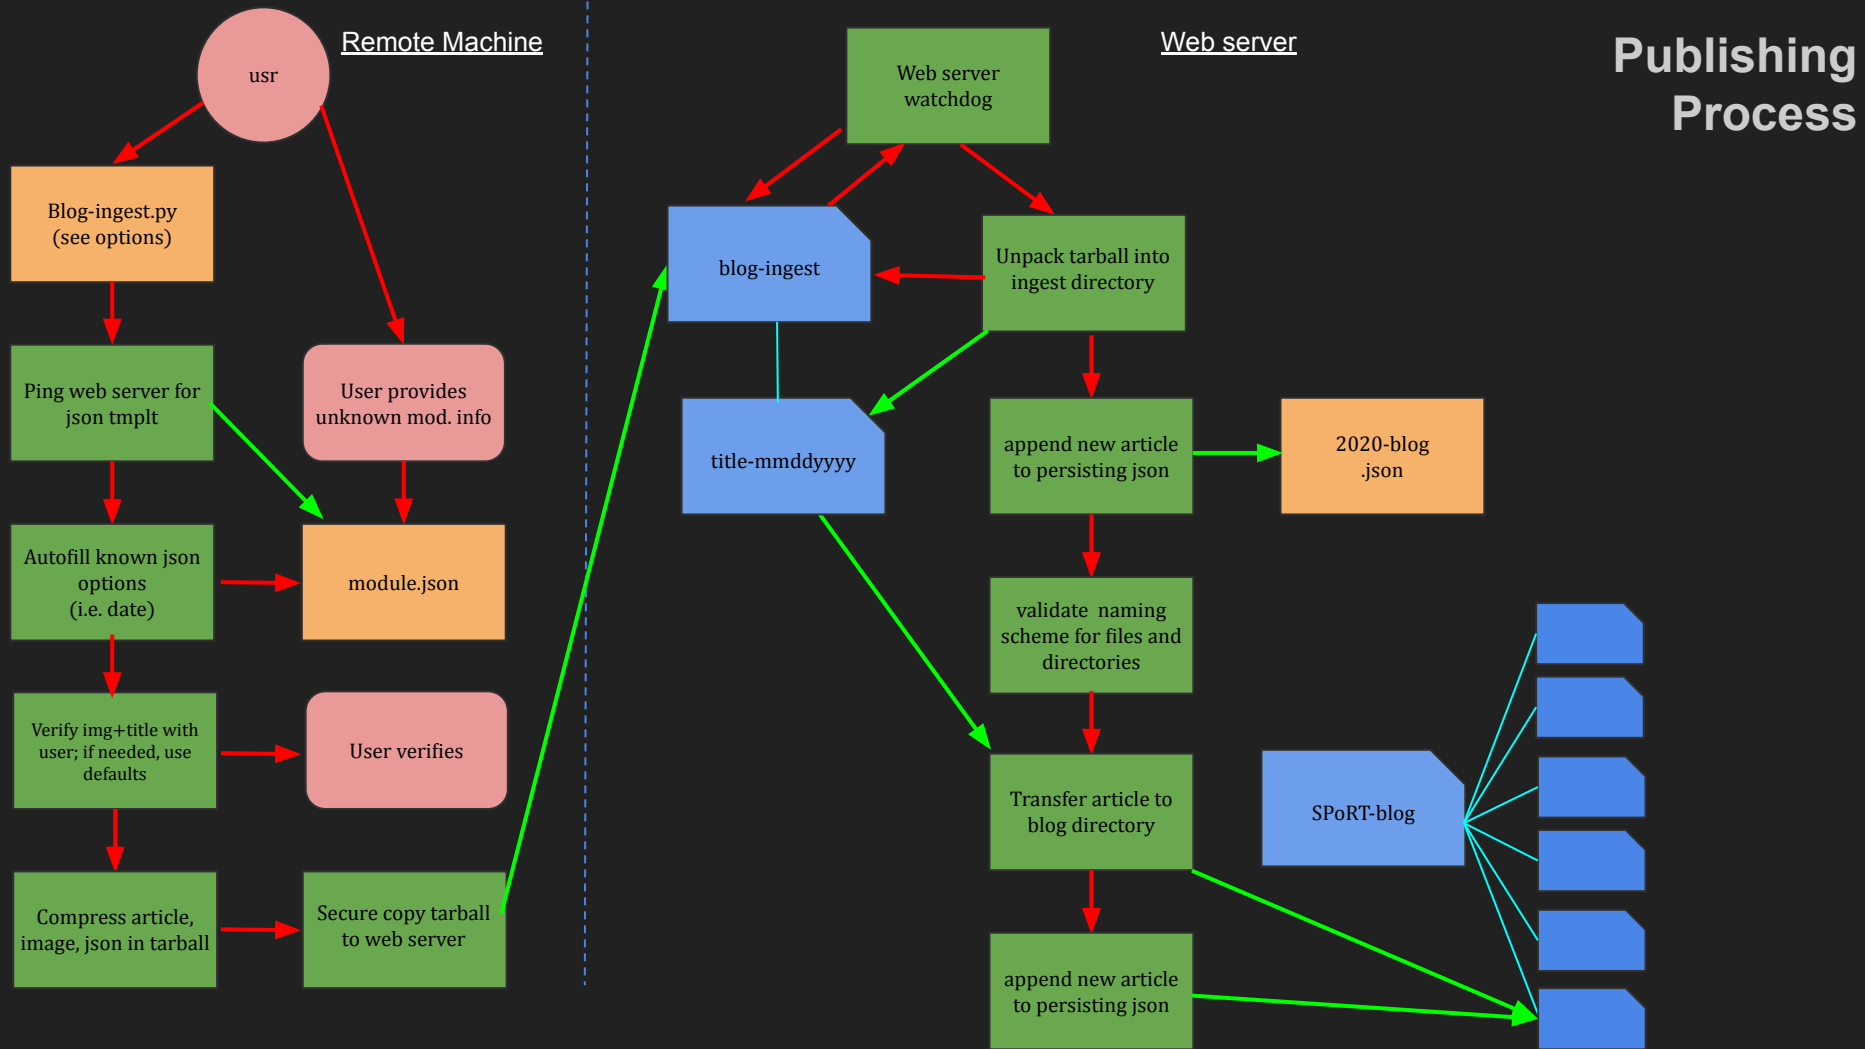 Publishing
Process
Remote Machine
Web server
usr
Blog-ingest.py
(see options)
Ping web server for
json tmplt
User provides
unknown mod. info
Autofill known json
options
(i.e. date)
module.json
Verify img+title with
user; if needed, use
defaults
User verifies
Compress article,
image, json in tarball
Secure copy tarball
to web server
Web server
watchdog
blog-ingest
Unpack tarball into
ingest directory
title-mmddyyyy
append new article
to persisting json
2020-blog
.json
validate  naming
scheme for files and
directories
Transfer article to
blog directory
SPoRT-blog
append new article
to persisting json